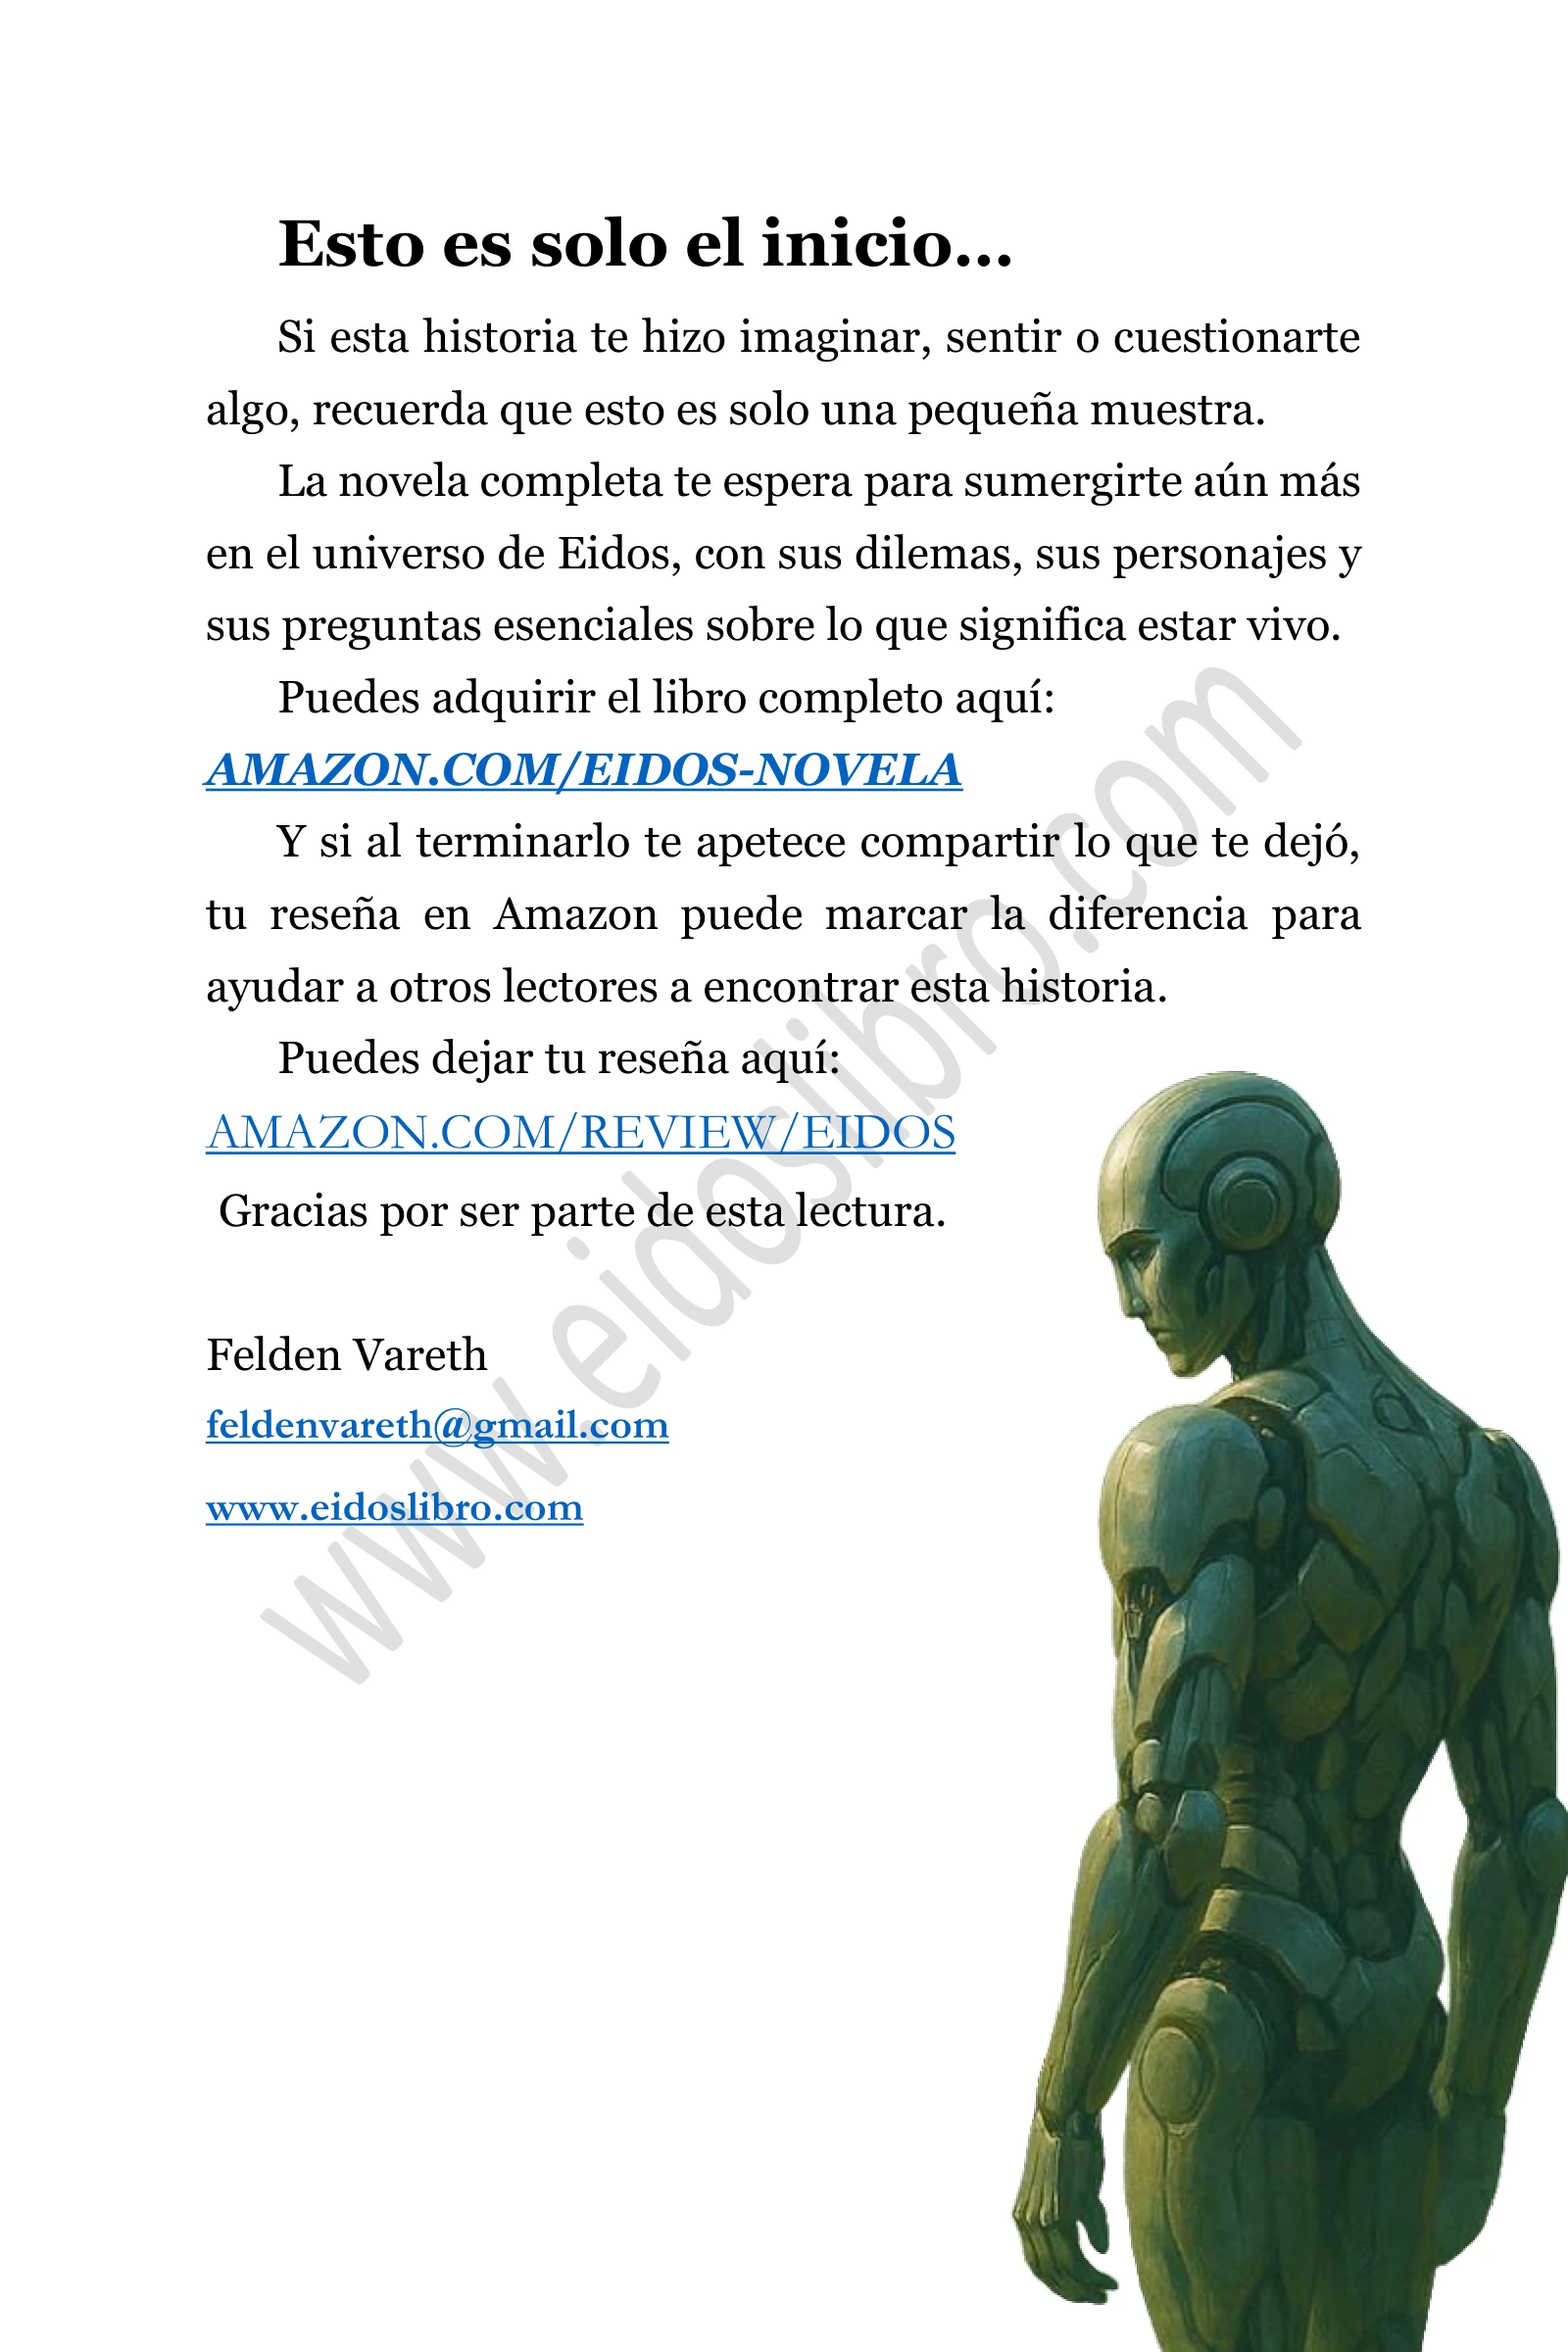 Esto es solo el inicio...
Si esta historia te hizo imaginar, sentir o cuestionarte
algo, recuerda que esto es solo una pequeña muestra.
La novela completa te espera para sumergirte aún más
en el universo de Eidos, con sus dilemas, sus personajes y
sus preguntas esenciales sobre lo que significa estar vivo.
Puedes adquirir el libro completo aquí:
AMAZON.COM/EIDOS-NOVELA
Y si al terminarlo te apetece compartir lo que te dejó,
tu reseña en Amazon puede marcar la diferencia para
ayudar a otros lectores a encontrar esta historia.
Puedes dejar tu reseña aquí:
AMAZON.COM/REVIEW/EIDOS
Gracias por ser parte de esta lectura.
Felden Vareth
feldenvareth@gmail.com
www.eidoslibro.com
www.eidoslibro.com